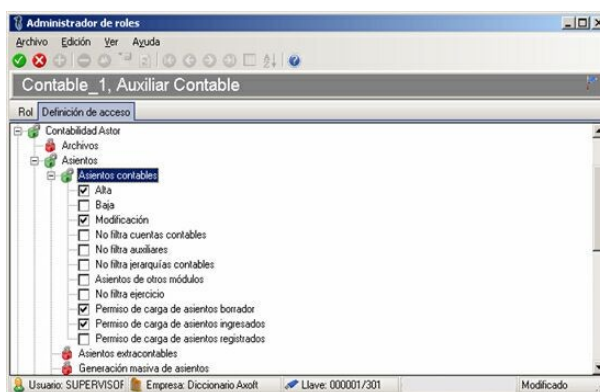 Administrador de roles
Archivo Edición Ver Ayuda
Contable_1, Auxiliar Contable
Rol Definición de acceso
Contabilidad Astor
Archivos
Asientos
Asientos contables
Alta
Baja
Modificación
No filtra cuentas contables
No filtra auxiliares
No filtra jerarquías contables
Asientos de otros módulos
No filtra ejercicio
Permiso de carga de asientos borrador
Permiso de carga de asientos ingresados
Permiso de carga de asientos registrados
Asientos extracontables
Generación masiva de asientos
Usuario: SUPERVISOR Empresa: Diccionario Axoft Llave: 000001/301 Modificado